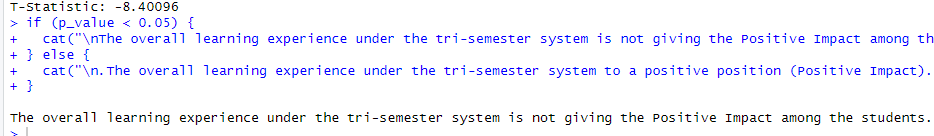 T-Statistic: -8.40096
> if (p_value < 0.05) {
+   cat("\nThe overall learning experience under the tri-semester system is not giving the Positive Impact among th
+ } else {
+   cat("\n.The overall learning experience under the tri-semester system to a positive position (Positive Impact).
+ }

The overall learning experience under the tri-semester system is not giving the Positive Impact among the students.
>